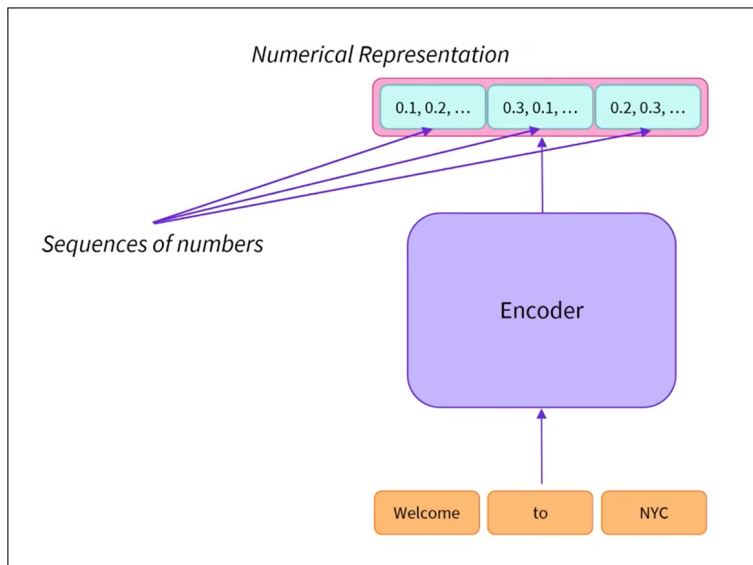 Numerical Representation
0.1, 0.2, ...
0.3, 0.1, ...
0.2, 0.3, ...
Sequences of numbers
Encoder
Welcome
to
NYC